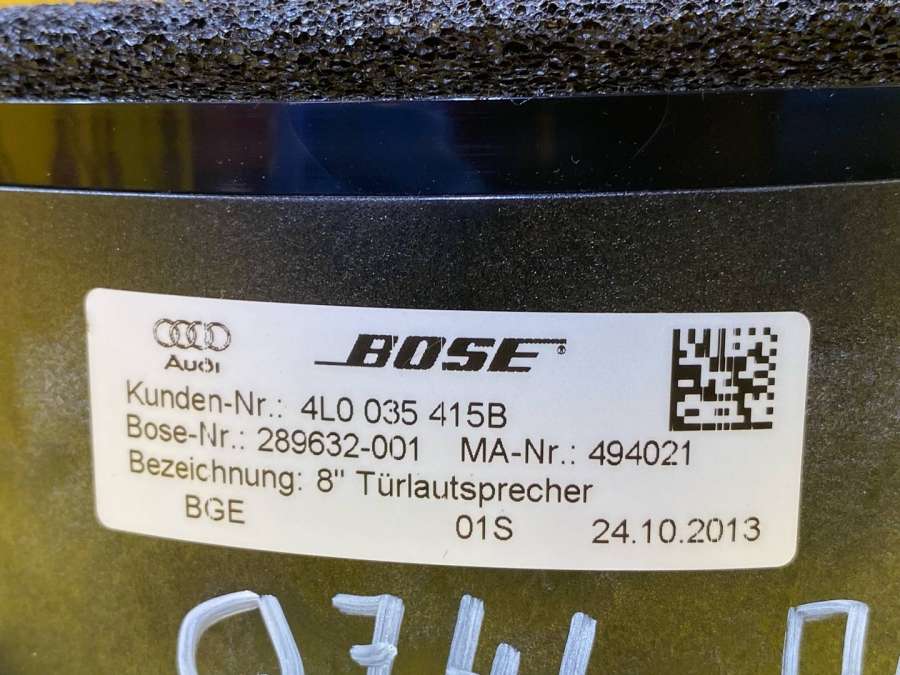 Audi BOSE®
Kunden-Nr.: 4L0 035 415B
Bose-Nr.: 289632-001 MA-Nr.: 494021
Bezeichnung: 8" Türlautsprecher
BGE 01S 24.10.2013